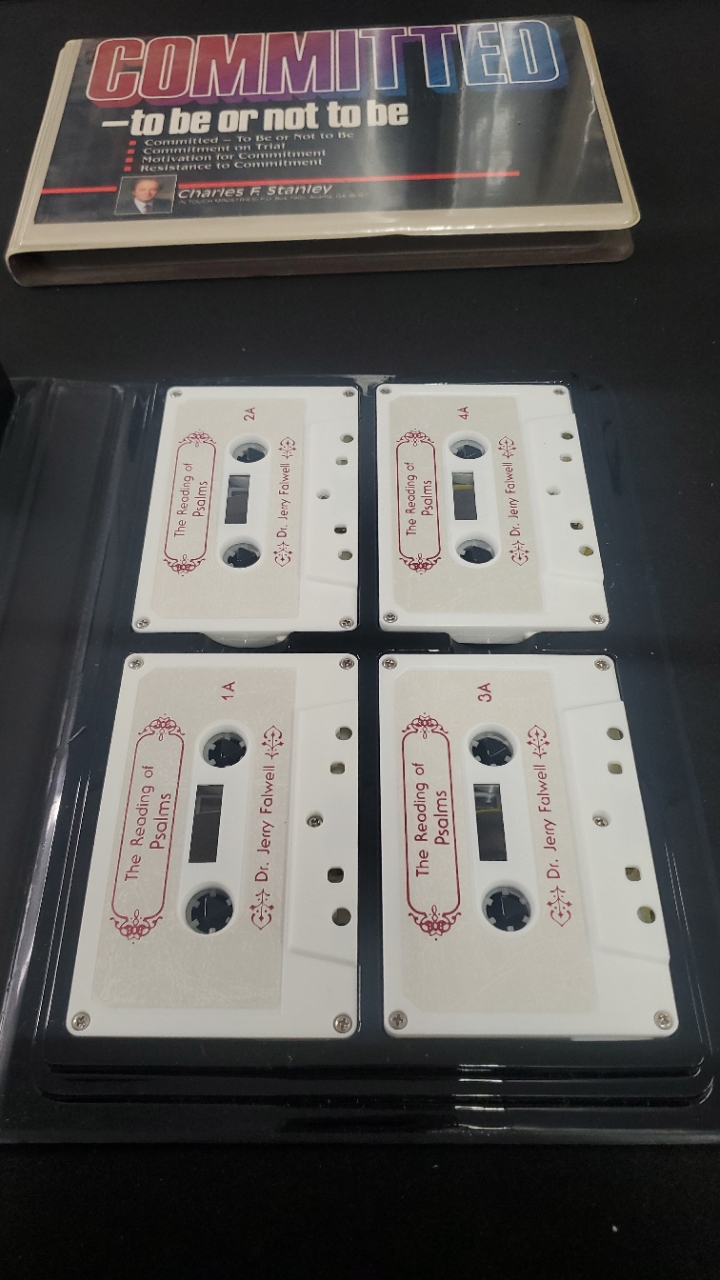 COMMITTED
—to be or not to be
Committed – To Be or Not to Be
Commitment on Trial
Motivation for Commitment
Resistance to Commitment
Charles F. Stanley
IN TOUCH MINISTRIES
2A
The Reading of
Psalms
Dr. Jerry Falwell
4A
The Reading of
Psalms
Dr. Jerry Falwell
1A
The Reading of
Psalms
Dr. Jerry Falwell
3A
The Reading of
Psalms
Dr. Jerry Falwell